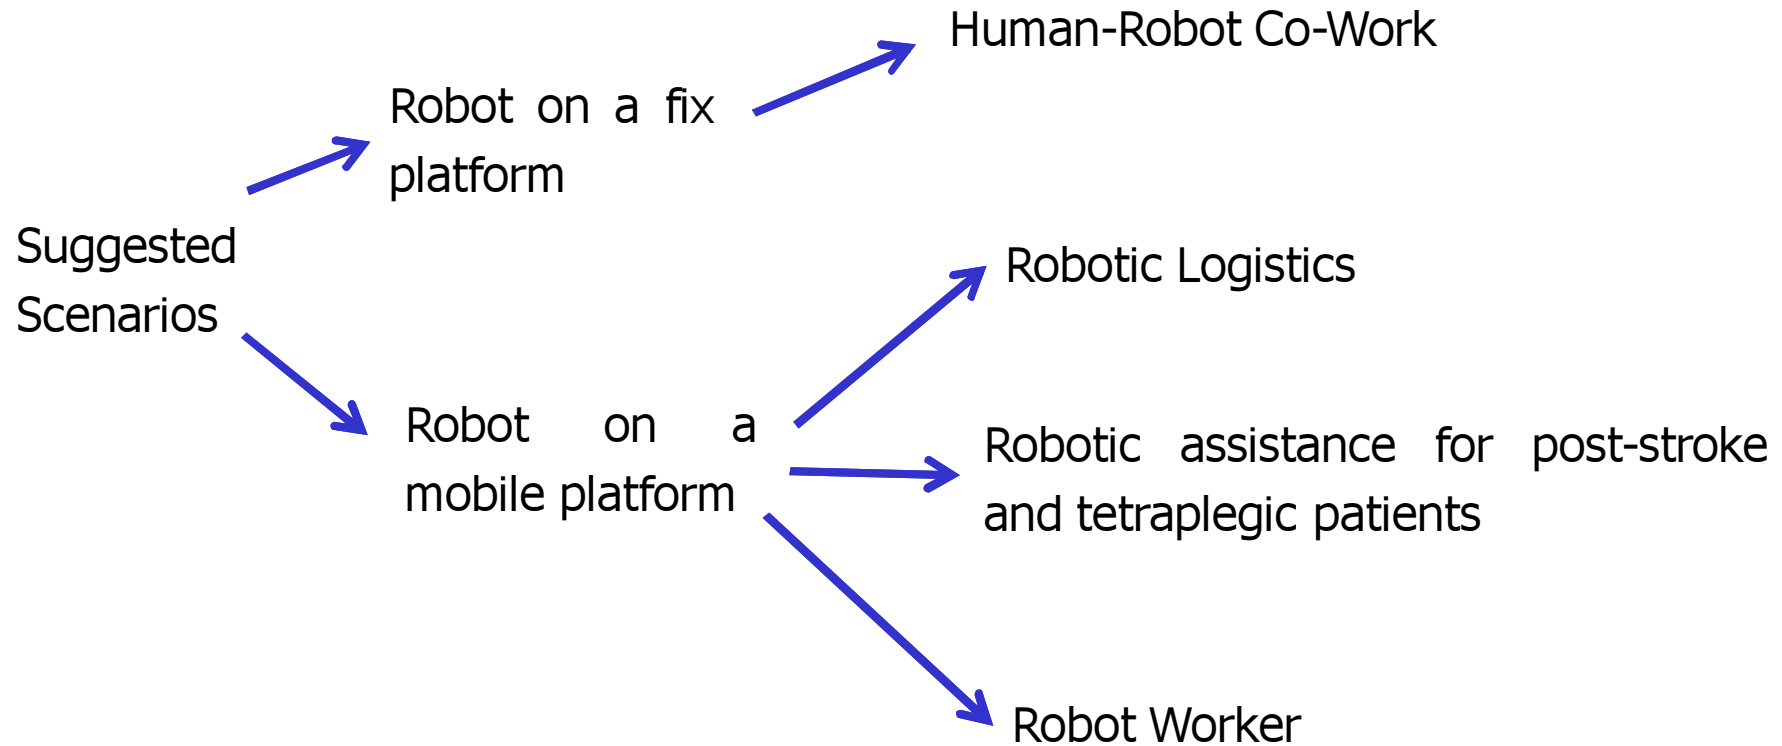 Human-Robot Co-Work
Robot on a fix
platform
Suggested
Scenarios
Robotic Logistics
Robot on a
mobile platform
Robotic assistance for post-stroke
and tetraplegic patients
Robot Worker